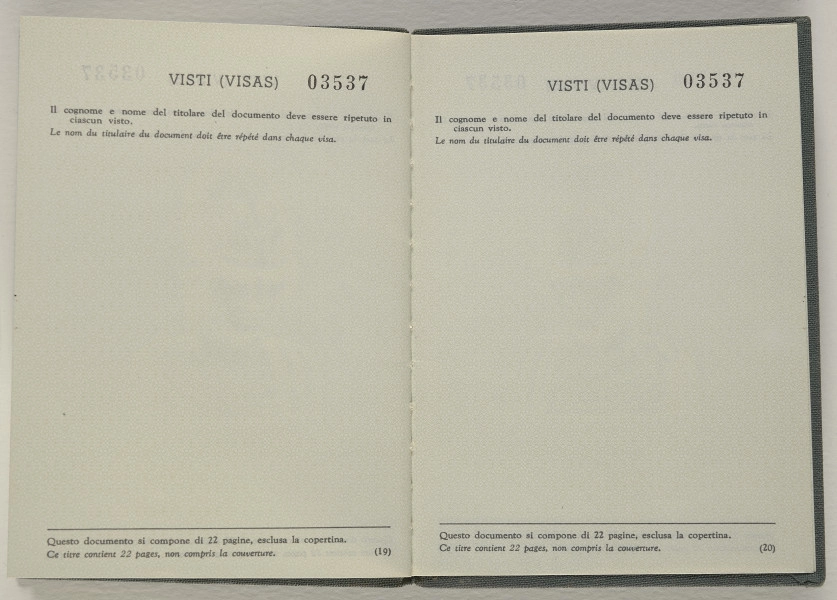 VISTI (VISAS) 03537
Il cognome e nome del titolare del documento deve essere ripetuto in
ciascun visto.
Le nom du titulaire du document doit être répété dans chaque visa.
Questo documento si compone di 22 pagine, esclusa la copertina.
Ce titre contient 22 pages, non compris la couverture. (19)
VISTI (VISAS) 03537
Il cognome e nome del titolare del documento deve essere ripetuto in
ciascun visto.
Le nom du titulaire du document doit être répété dans chaque visa.
Questo documento si compone di 22 pagine, esclusa la copertina.
Ce titre contient 22 pages, non compris la couverture. (20)